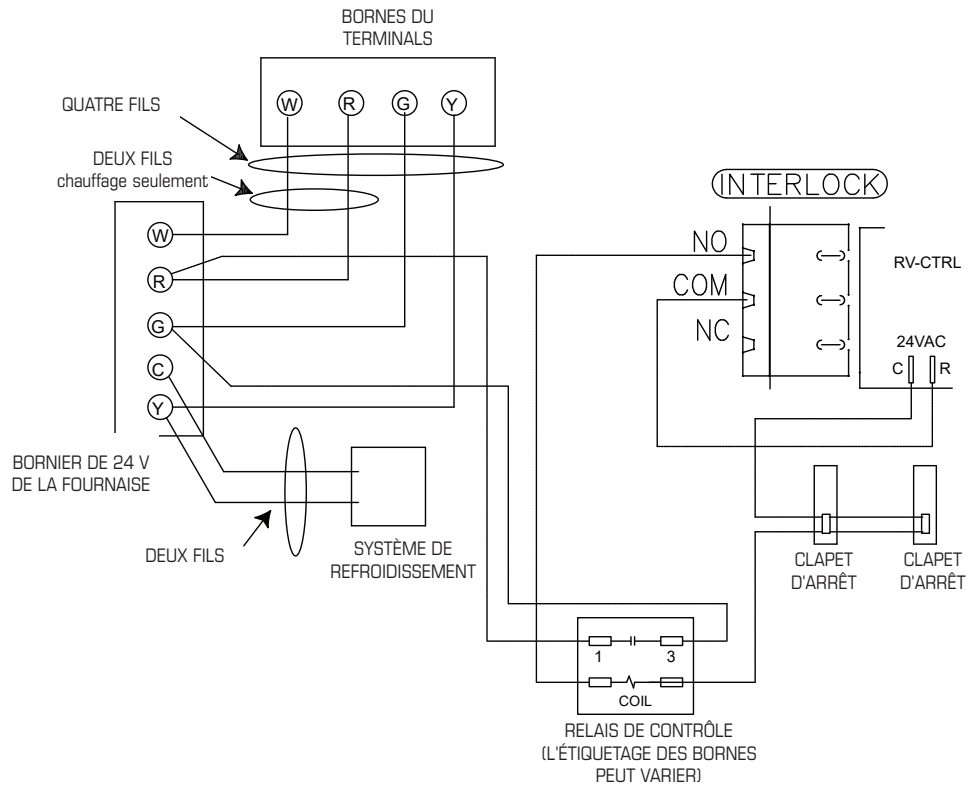 BORNES DU
TERMINALS
W R G Y
QUATRE FILS
DEUX FILS
chauffage seulement
W
R
G
C
Y
BORNIER DE 24 V
DE LA FOURNAISE
DEUX FILS
SYSTÈME DE
REFROIDISSEMENT
INTERLOCK
NO
COM
NC
RV-CTRL
24VAC
C R
CLAPET
D'ARRÊT
CLAPET
D'ARRÊT
1 3
COIL
RELAIS DE CONTRÔLE
(L'ÉTIQUETAGE DES BORNES
PEUT VARIER)